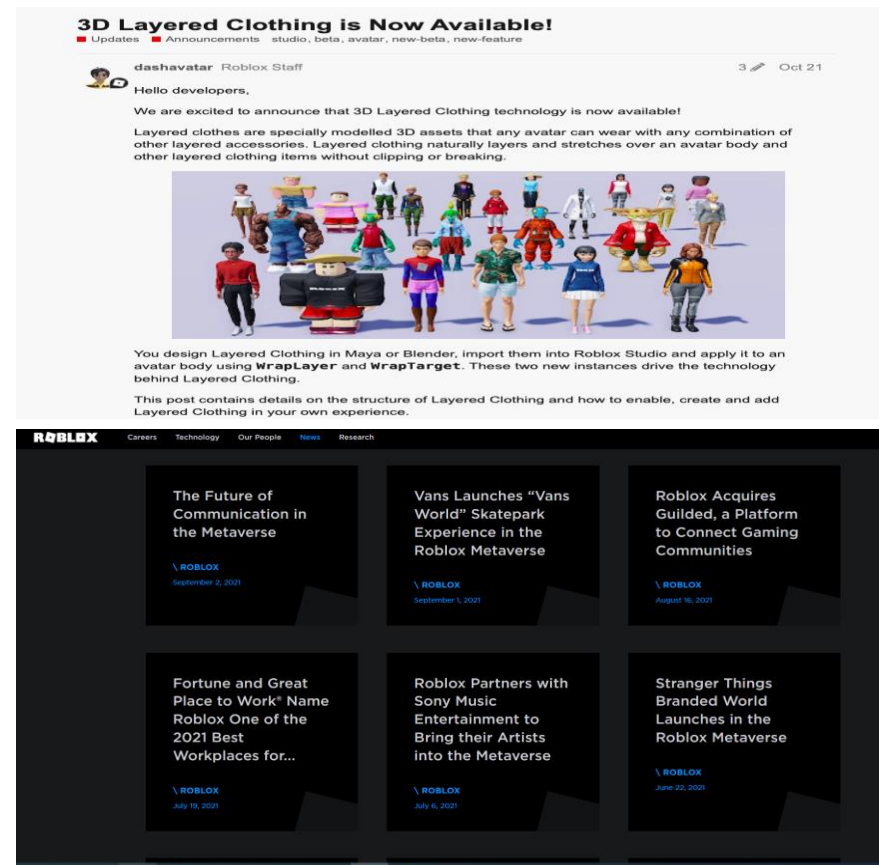 3D Layered Clothing is Now Available!
Updates Announcements studio, beta, avatar, new-beta, new-feature
dashavatar Roblox Staff 3 Oct 21
Hello developers,
We are excited to announce that 3D Layered Clothing technology is now available!
Layered clothes are specially modelled 3D assets that any avatar can wear with any combination of
other layered accessories. Layered clothing naturally layers and stretches over an avatar body and
other layered clothing items without clipping or breaking.
ROBLOX
You design Layered Clothing in Maya or Blender, import them into Roblox Studio and apply it to an
avatar body using WrapLayer and WrapTarget. These two new instances drive the technology
behind Layered Clothing.
This post contains details on the structure of Layered Clothing and how to enable, create and add
Layered Clothing in your own experience.
ROBLOX Careers Technology Our People News Research
The Future of
Communication in
the Metaverse
\ ROBLOX
September 2, 2021
Vans Launches “Vans
World” Skatepark
Experience in the
Roblox Metaverse
\ ROBLOX
September 1, 2021
Roblox Acquires
Guilded, a Platform
to Connect Gaming
Communities
\ ROBLOX
August 16, 2021
Fortune and Great
Place to Work® Name
Roblox One of the
2021 Best
Workplaces for...
\ ROBLOX
July 19, 2021
Roblox Partners with
Sony Music
Entertainment to
Bring their Artists
into the Metaverse
\ ROBLOX
July 6, 2021
Stranger Things
Branded World
Launches in the
Roblox Metaverse
\ ROBLOX
June 22, 2021